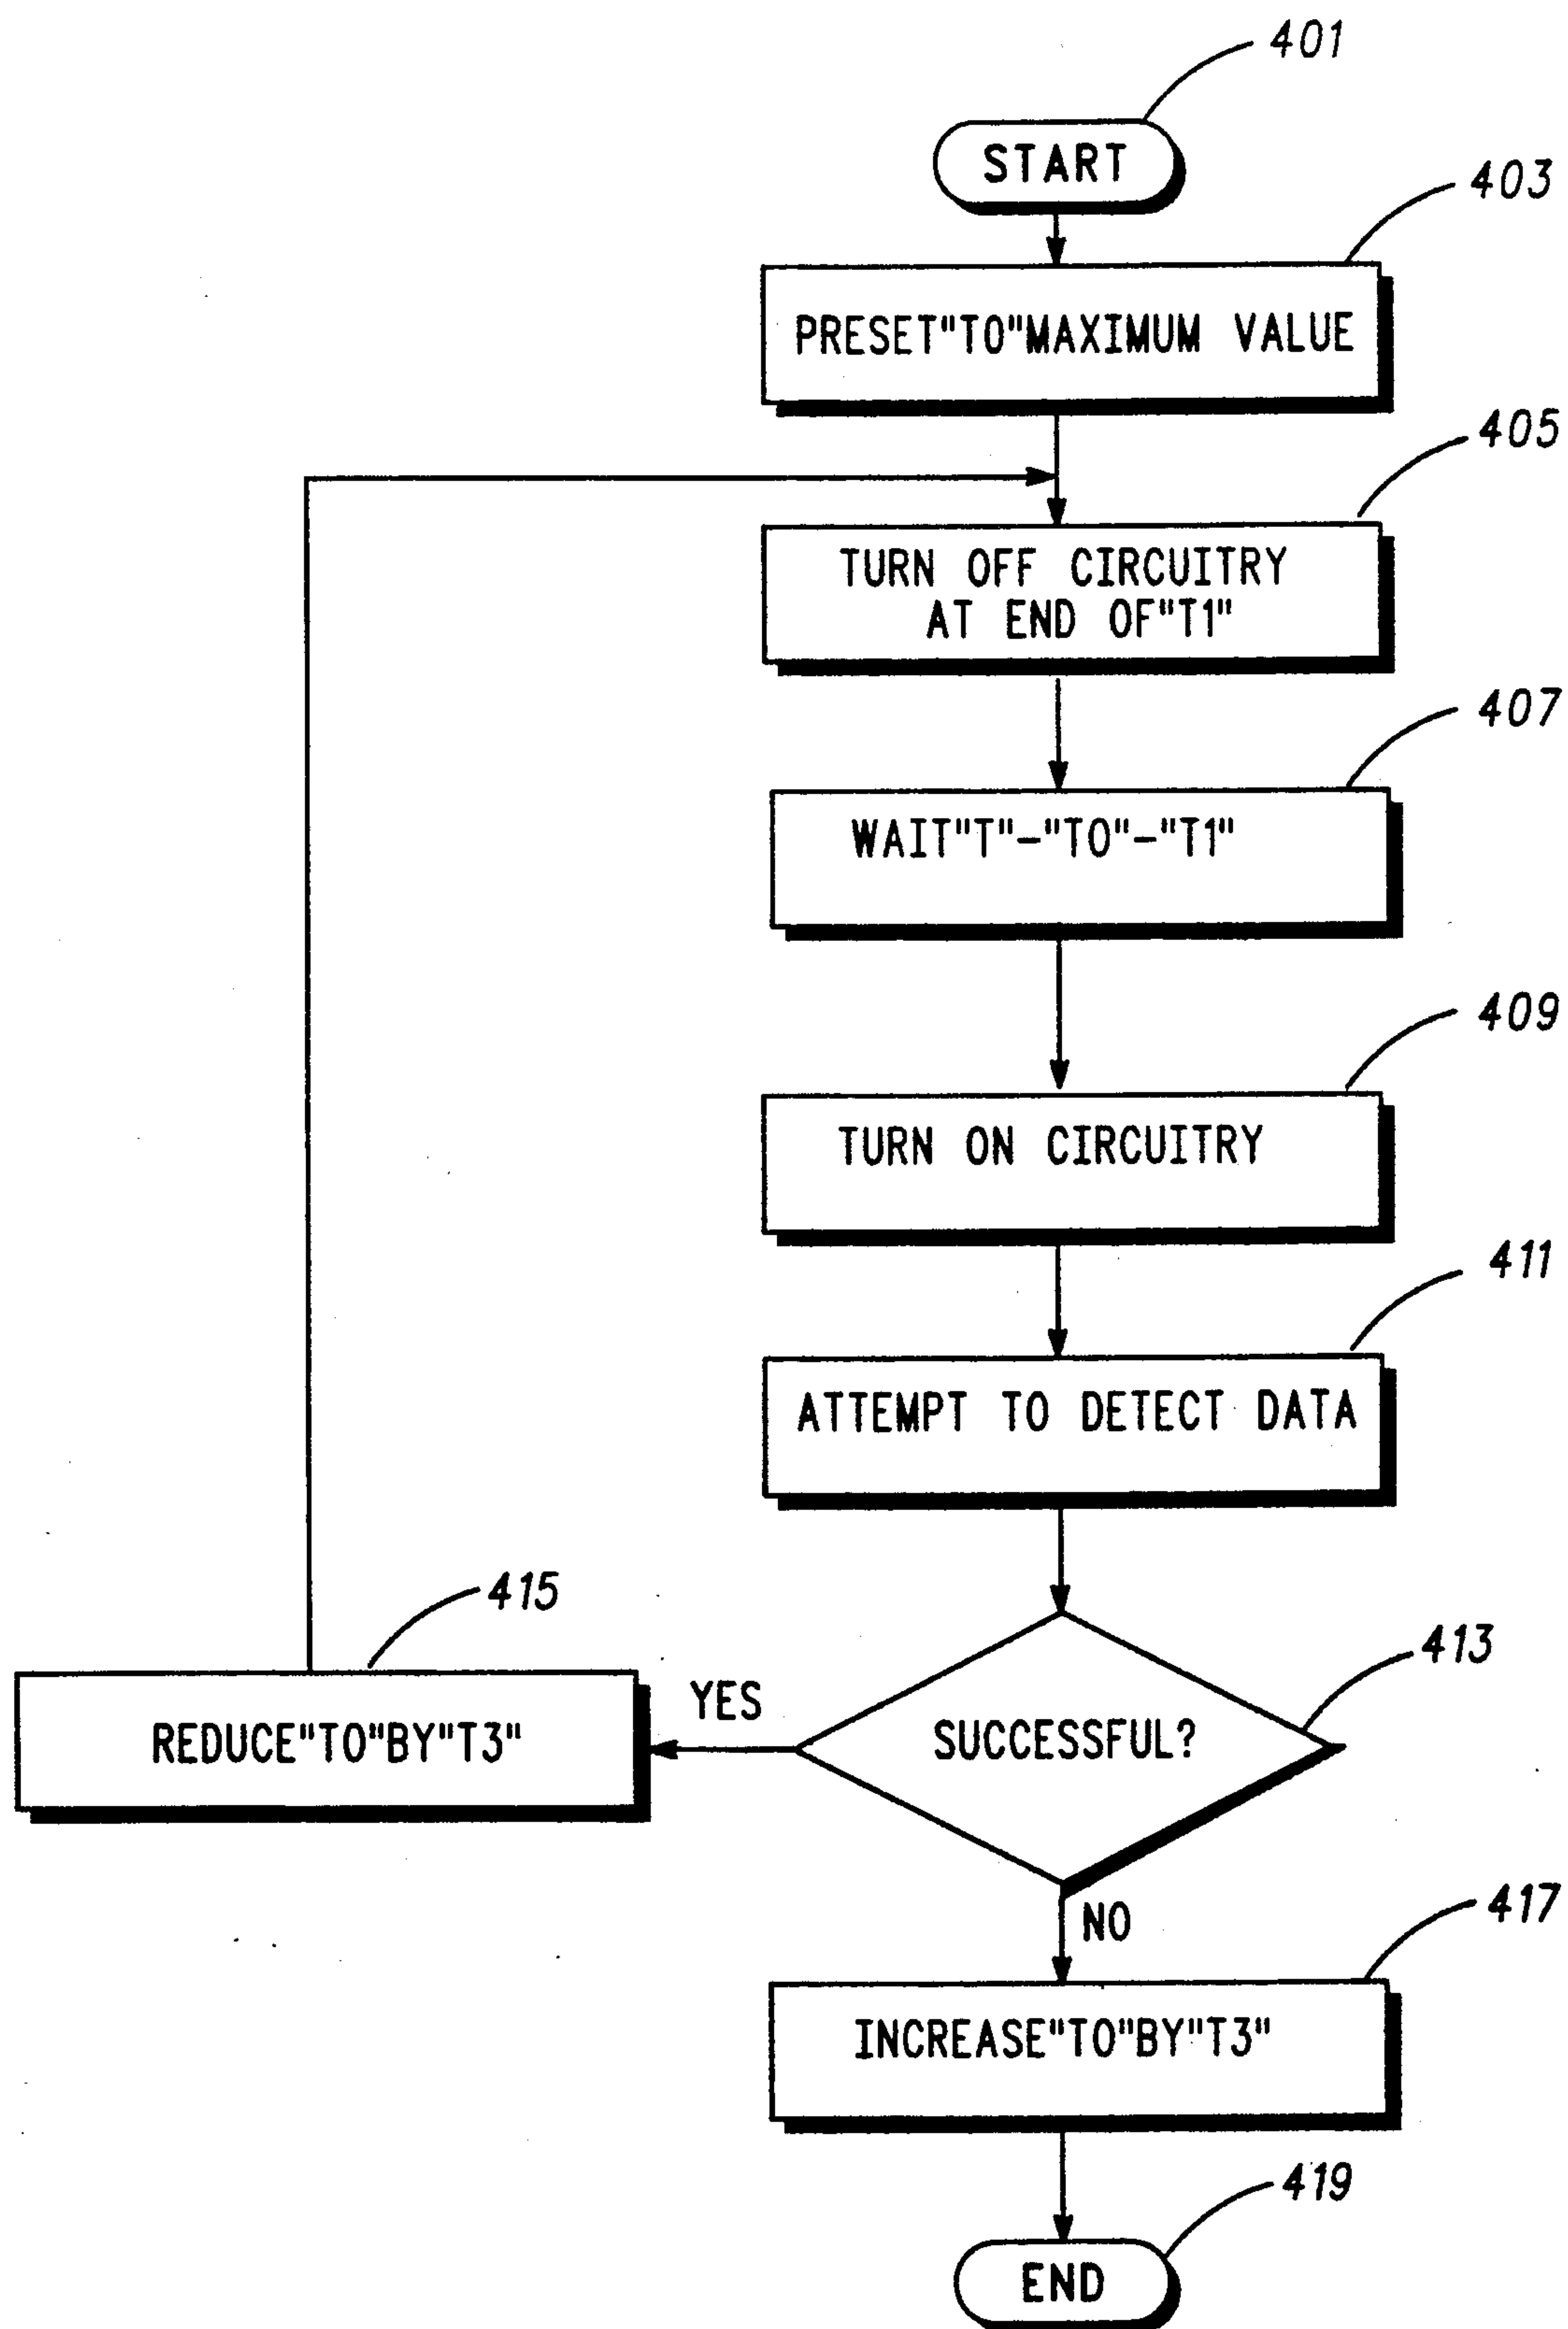 401
START
403
PRESET"TO"MAXIMUM VALUE
405
TURN OFF CIRCUITRY
AT END OF"T1"
407
WAIT"T"-"TO"-"T1"
409
TURN ON CIRCUITRY
411
ATTEMPT TO DETECT DATA
413
SUCCESSFUL?
YES
415
REDUCE"TO"BY"T3"
NO
417
INCREASE"TO"BY"T3"
419
END